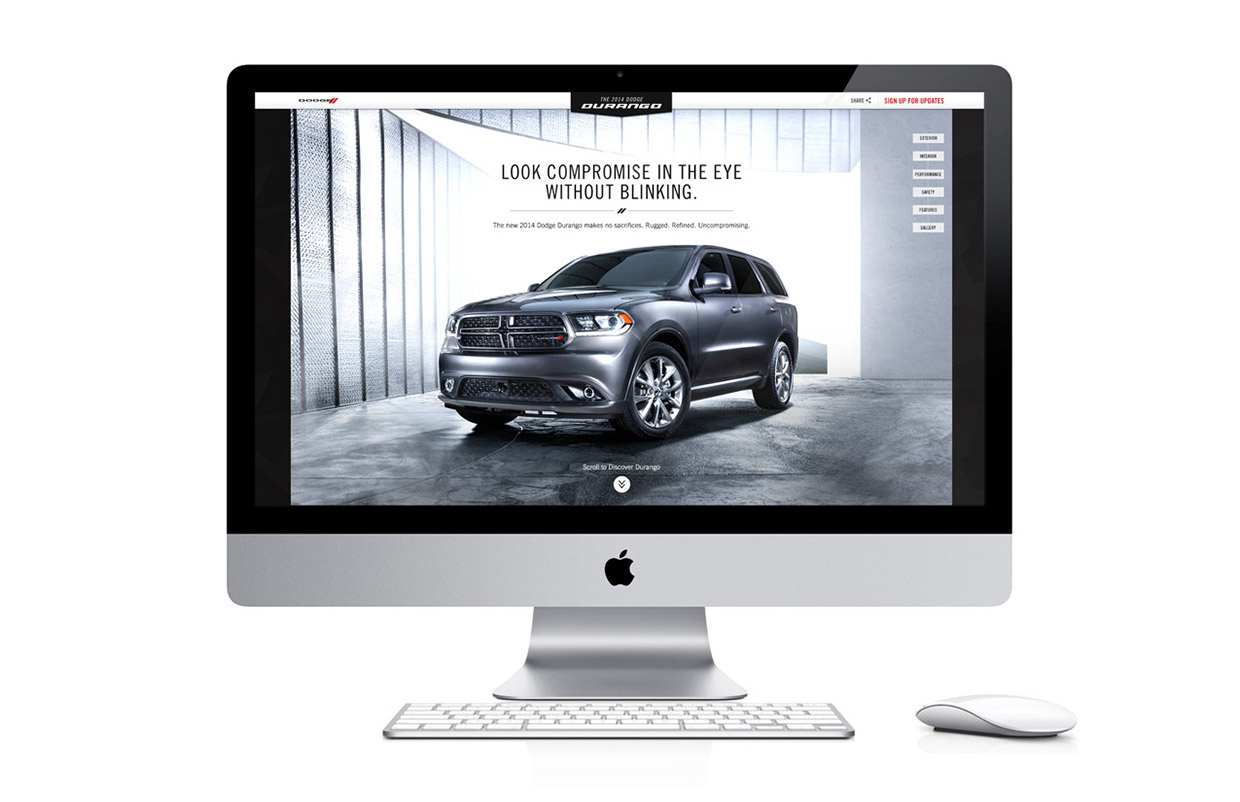 DODGE
THE 2014 DODGE
DURANGO
SHARE
SIGN UP FOR UPDATES
LOOK COMPROMISE IN THE EYE
WITHOUT BLINKING.
The new 2014 Dodge Durango makes no sacrifices. Rugged. Refined. Uncompromising.
EXTERIOR
INTERIOR
PERFORMANCE
SAFETY
FEATURES
GALLERY
Scroll to Discover Durango